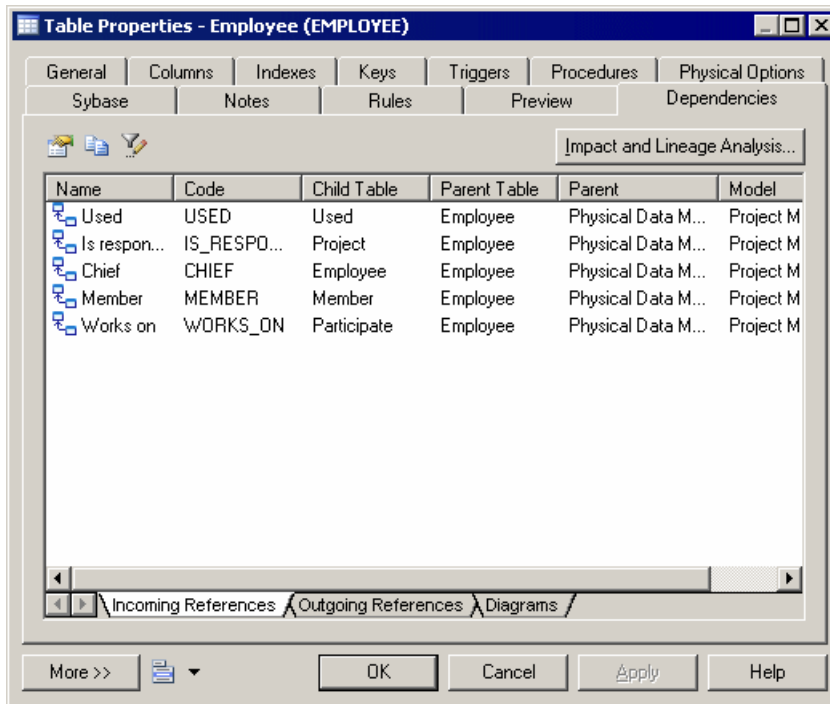 Table Properties - Employee (EMPLOYEE)
General Columns Indexes Keys Triggers Procedures Physical Options
Sybase Notes Rules Preview Dependencies
Impact and Lineage Analysis...
Name Code Child Table Parent Table Parent Model
Used USED Used Employee Physical Data M... Project M
Is respon... IS_RESPO... Project Employee Physical Data M... Project M
Chief CHIEF Employee Employee Physical Data M... Project M
Member MEMBER Member Employee Physical Data M... Project M
Works on WORKS_ON Participate Employee Physical Data M... Project M
Incoming References Outgoing References Diagrams
More >> OK Cancel Apply Help